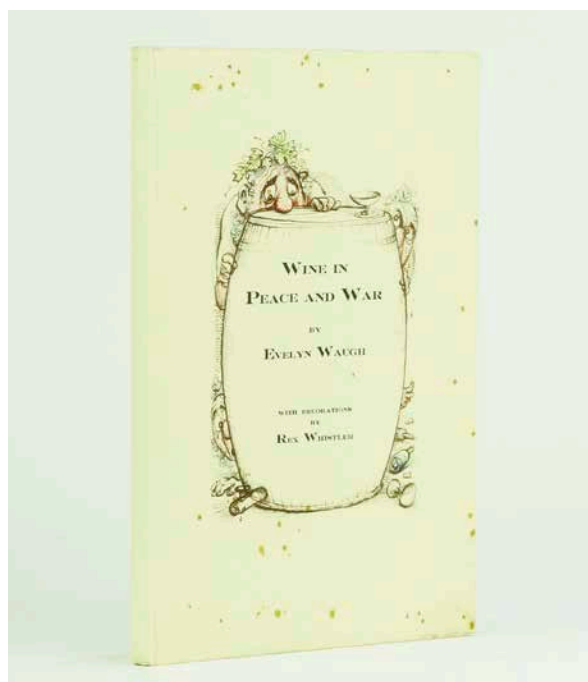 WINE IN
PEACE AND WAR
BY
EVELYN WAUGH
WITH DECORATIONS
BY
REX WHISTLER